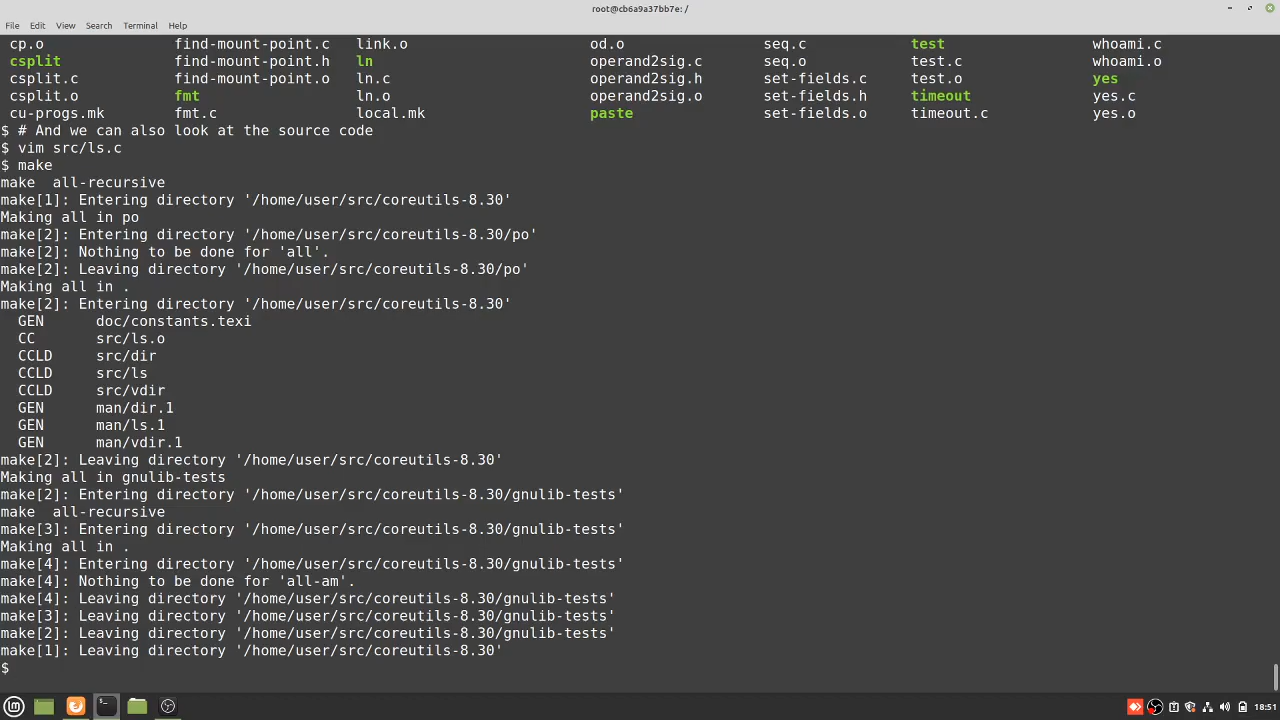 root@cb6a9a37bb7e: /
File Edit View Search Terminal Help
cp.o find-mount-point.c link.o od.o seq.c test whoami.c
csplit find-mount-point.h ln operand2sig.c seq.o test.c whoami.o
csplit.c find-mount-point.o ln.c operand2sig.h set-fields.c test.o yes
csplit.o fmt ln.o operand2sig.o set-fields.h timeout yes.c
cu-progs.mk fmt.c local.mk paste set-fields.o timeout.c yes.o
$ # And we can also look at the source code
$ vim src/ls.c
$ make
make  all-recursive
make[1]: Entering directory '/home/user/src/coreutils-8.30'
Making all in po
make[2]: Entering directory '/home/user/src/coreutils-8.30/po'
make[2]: Nothing to be done for 'all'.
make[2]: Leaving directory '/home/user/src/coreutils-8.30/po'
Making all in .
make[2]: Entering directory '/home/user/src/coreutils-8.30'
  GEN      doc/constants.texi
  CC       src/ls.o
  CCLD     src/dir
  CCLD     src/ls
  CCLD     src/vdir
  GEN      man/dir.1
  GEN      man/ls.1
  GEN      man/vdir.1
make[2]: Leaving directory '/home/user/src/coreutils-8.30'
Making all in gnulib-tests
make[2]: Entering directory '/home/user/src/coreutils-8.30/gnulib-tests'
make  all-recursive
make[3]: Entering directory '/home/user/src/coreutils-8.30/gnulib-tests'
Making all in .
make[4]: Entering directory '/home/user/src/coreutils-8.30/gnulib-tests'
make[4]: Nothing to be done for 'all-am'.
make[4]: Leaving directory '/home/user/src/coreutils-8.30/gnulib-tests'
make[3]: Leaving directory '/home/user/src/coreutils-8.30/gnulib-tests'
make[2]: Leaving directory '/home/user/src/coreutils-8.30/gnulib-tests'
make[1]: Leaving directory '/home/user/src/coreutils-8.30'
$
18:51